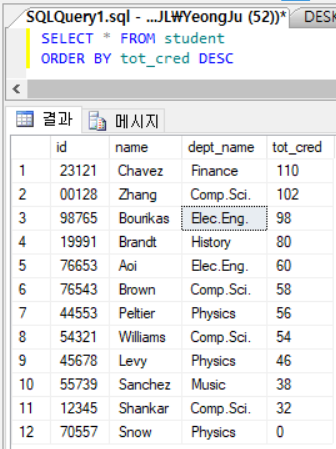 SQLQuery1.sql - ...JL￦YeongJu (52))* DESK
SELECT * FROM student
ORDER BY tot_cred DESC
결과 메시지
id name dept_name tot_cred
1 23121 Chavez Finance 110
2 00128 Zhang Comp.Sci. 102
3 98765 Bourikas Elec.Eng. 98
4 19991 Brandt History 80
5 76653 Aoi Elec.Eng. 60
6 76543 Brown Comp.Sci. 58
7 44553 Peltier Physics 56
8 54321 Williams Comp.Sci. 54
9 45678 Levy Physics 46
10 55739 Sanchez Music 38
11 12345 Shankar Comp.Sci. 32
12 70557 Snow Physics 0